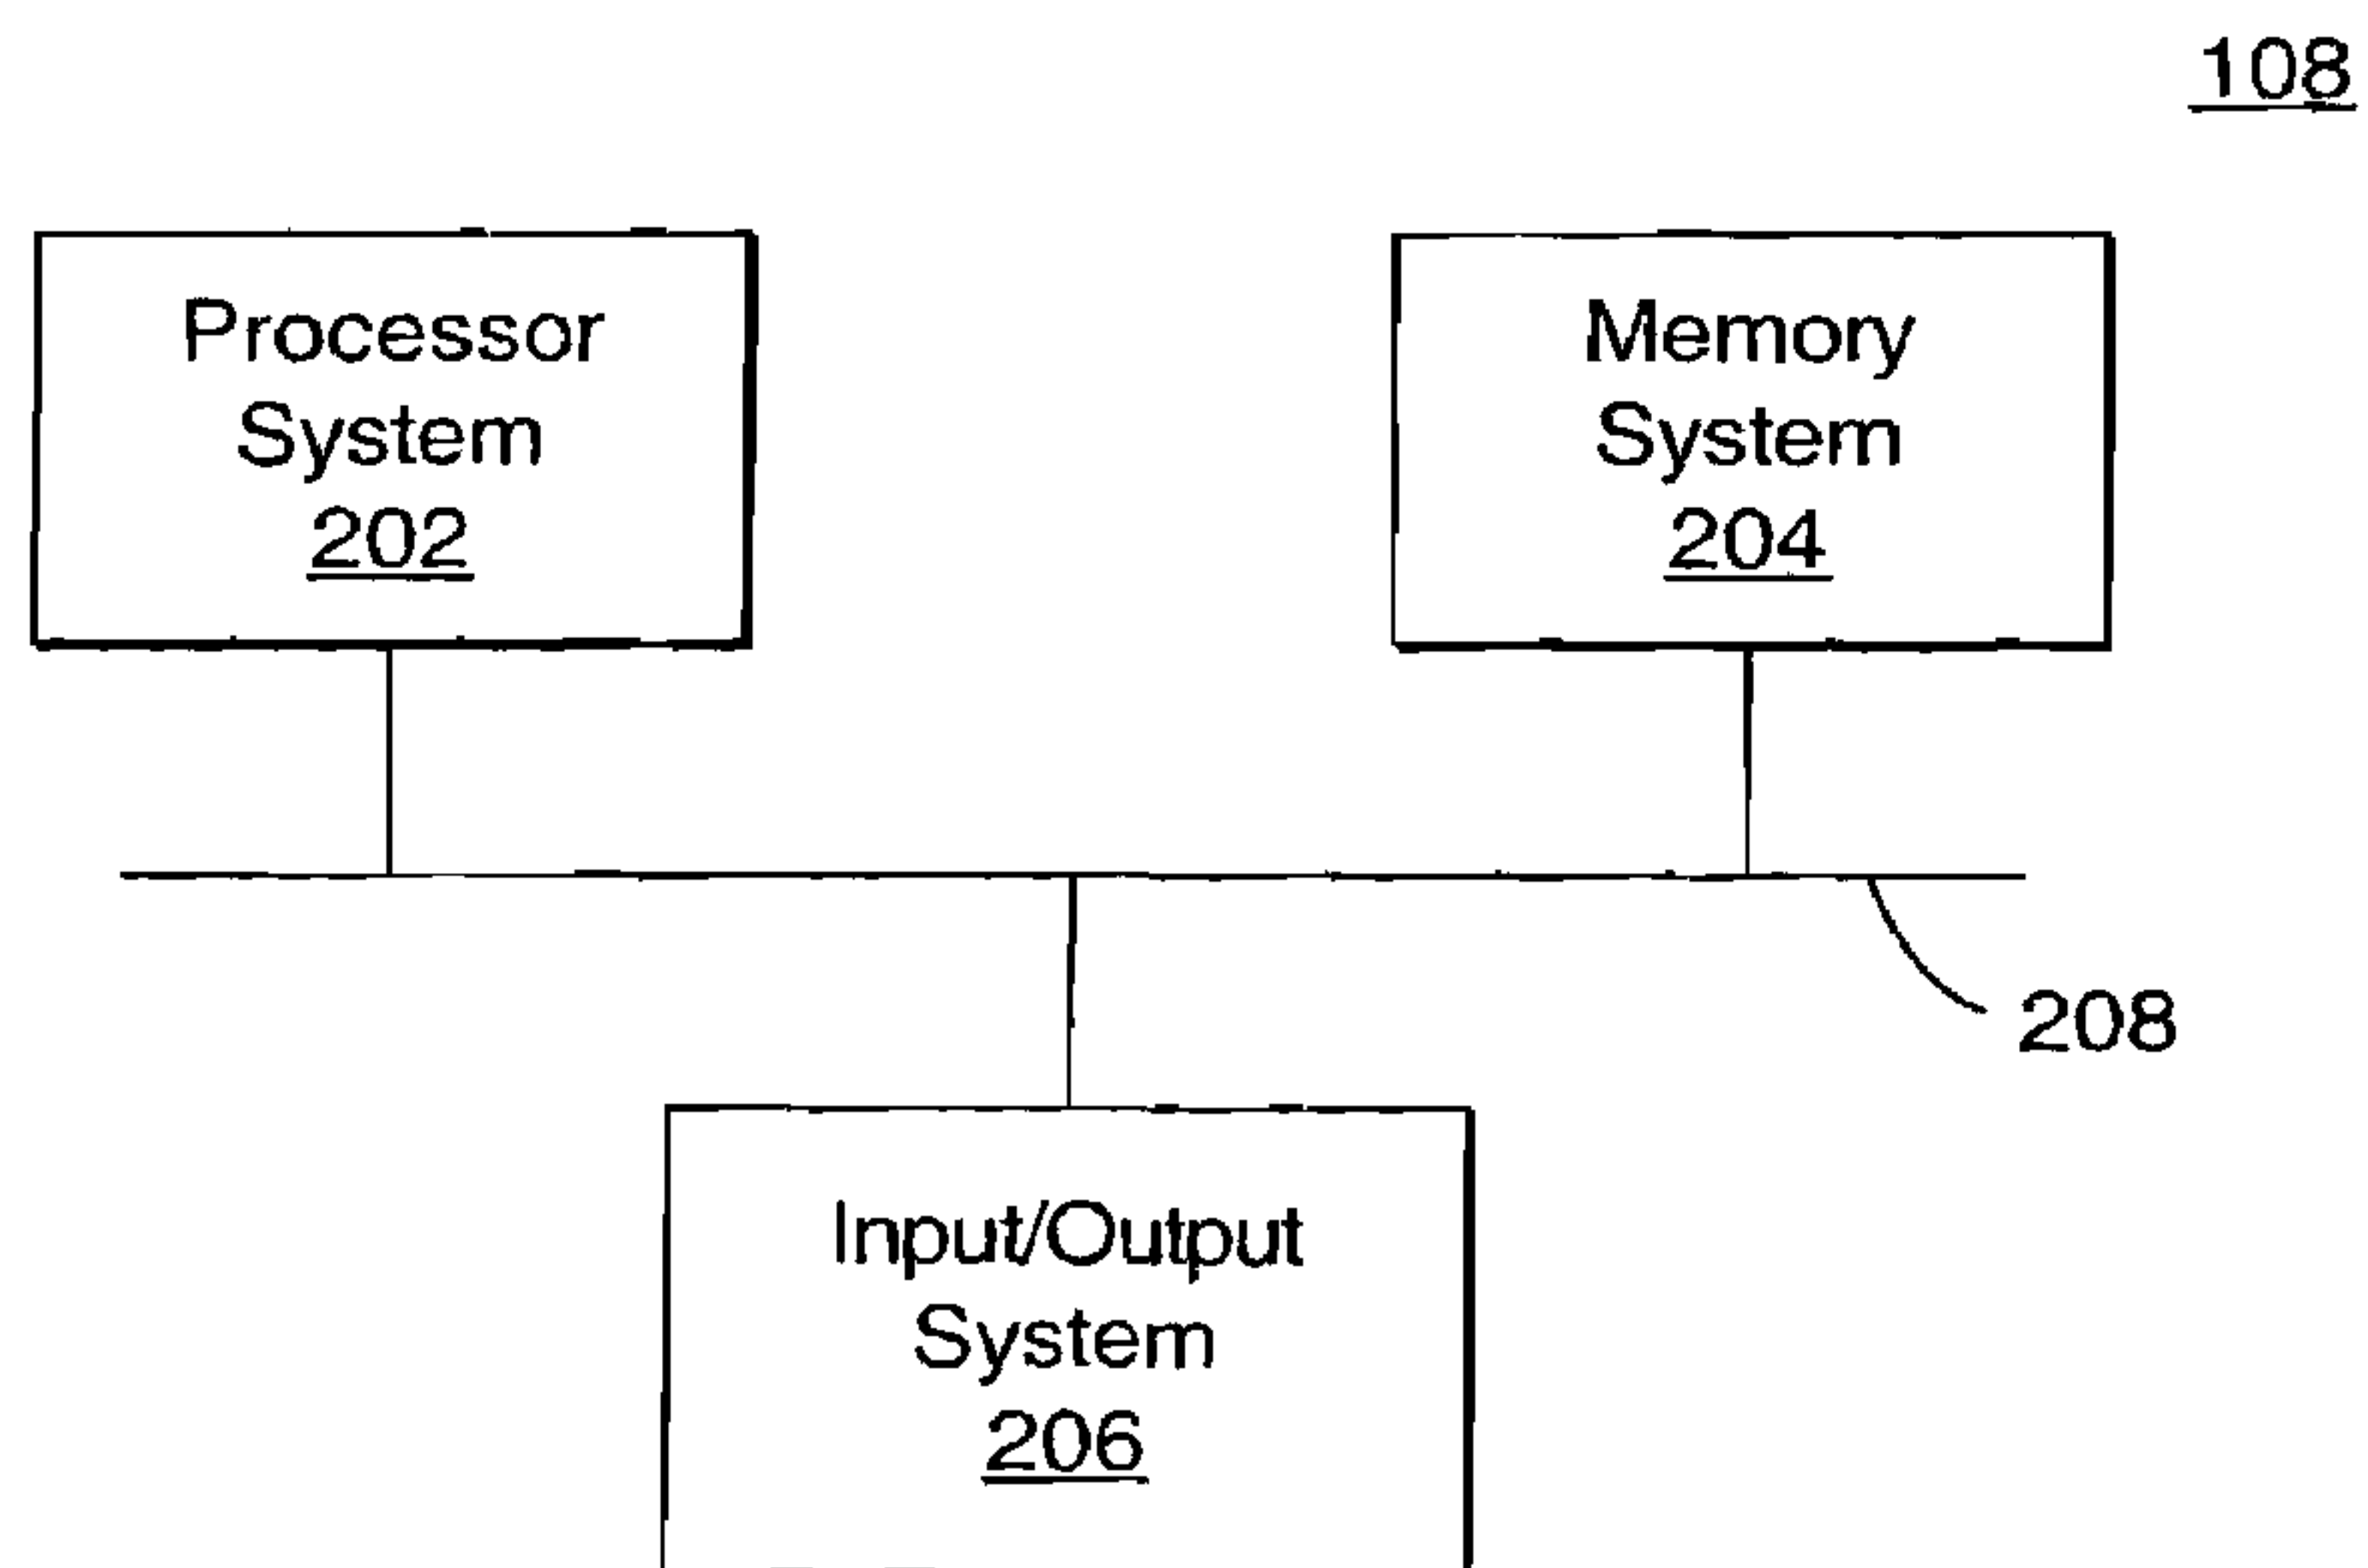 108
Processor
System
202
Memory
System
204
208
Input/Output
System
206